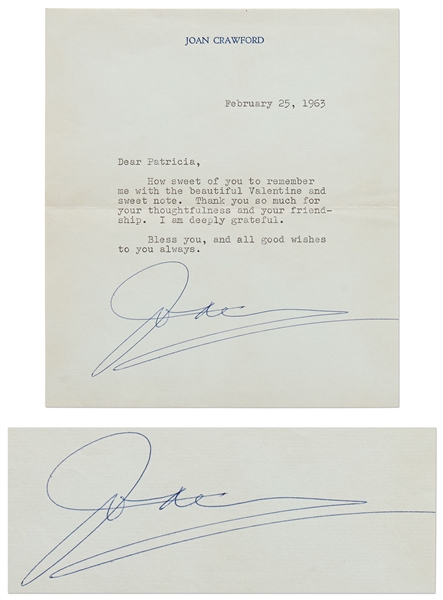 JOAN CRAWFORD
February 25, 1963
Dear Patricia,
How sweet of you to remember
me with the beautiful Valentine and
sweet note. Thank you so much for
your thoughtfulness and your friend-
ship. I am deeply grateful.
Bless you, and all good wishes
to you always.
Joan
Joan